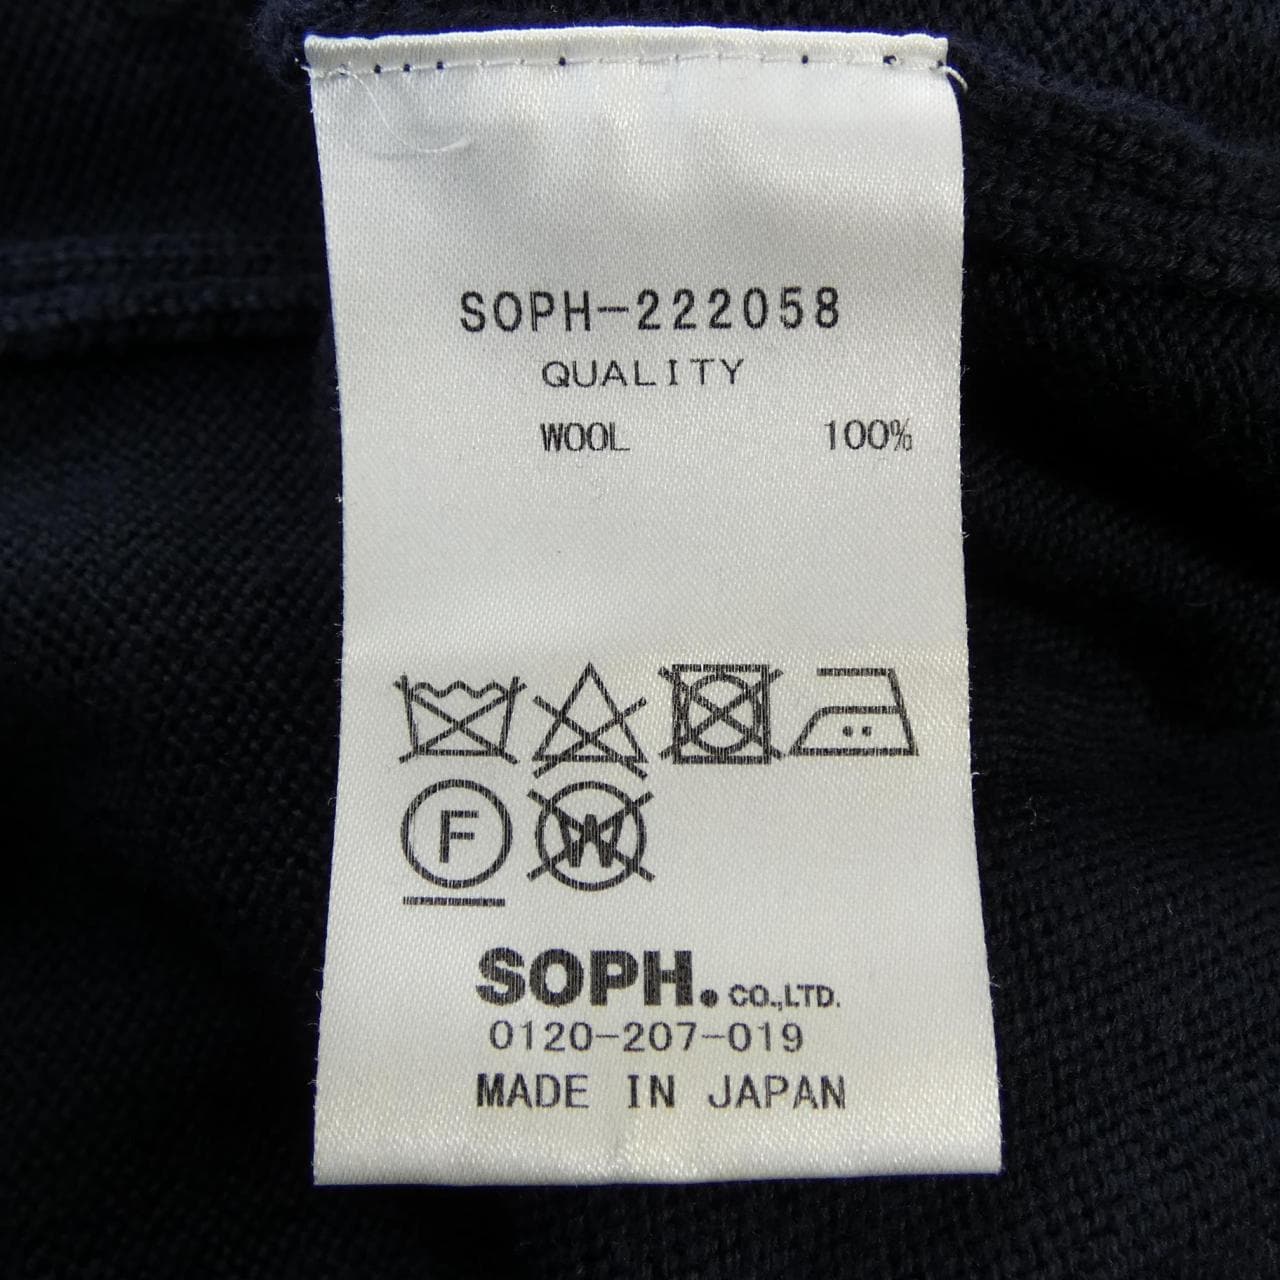 SOPH-222058
QUALITY
WOOL 100%
F W
SOPH. CO.,LTD.
0120-207-019
MADE IN JAPAN